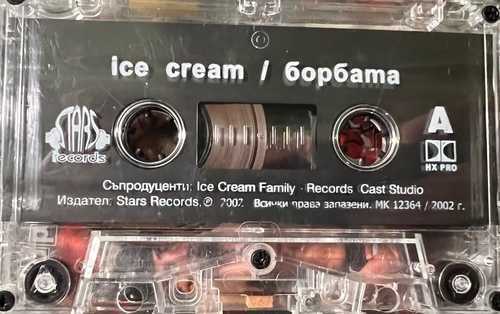 ice cream / борбата
STARS
records
A
HX PRO
Съпродуценти: Ice Cream Family · Records Cast Studio
Издател: Stars Records. ℗ 2002. Всички права запазени. МК 12364 / 2002 г.